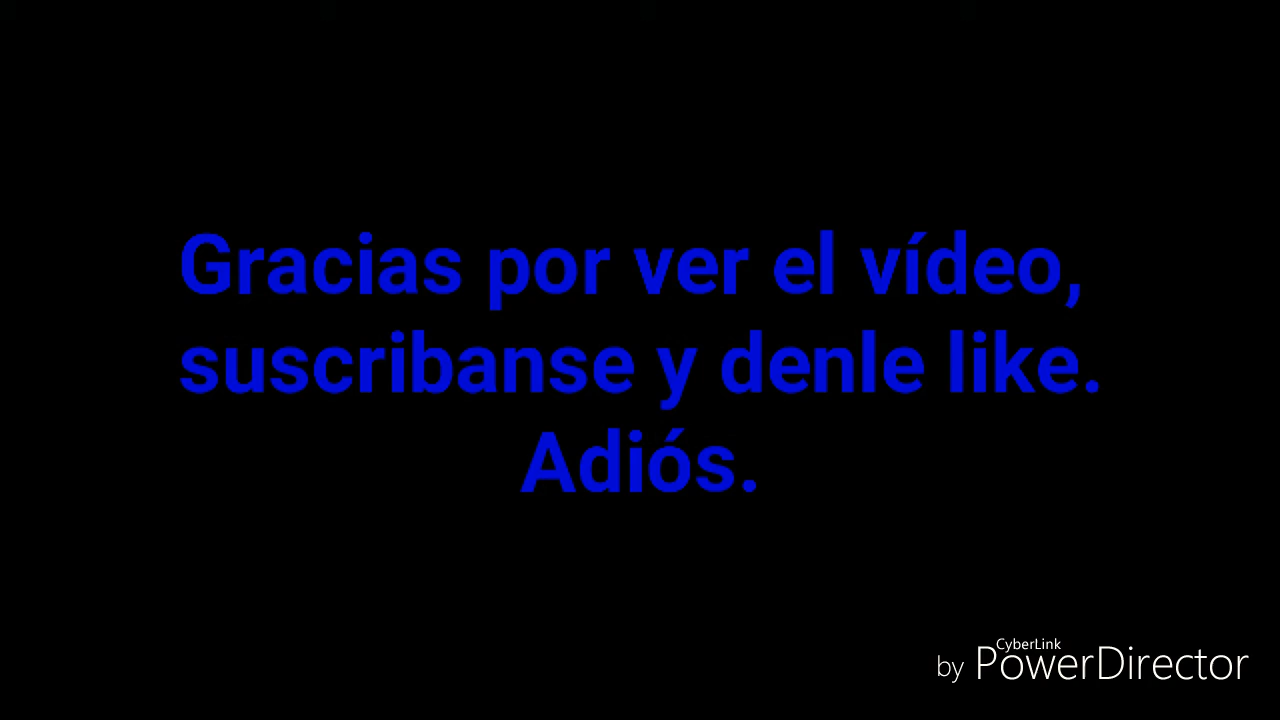 Gracias por ver el vídeo,
suscribanse y denle like.
Adiós.
CyberLink
by PowerDirector